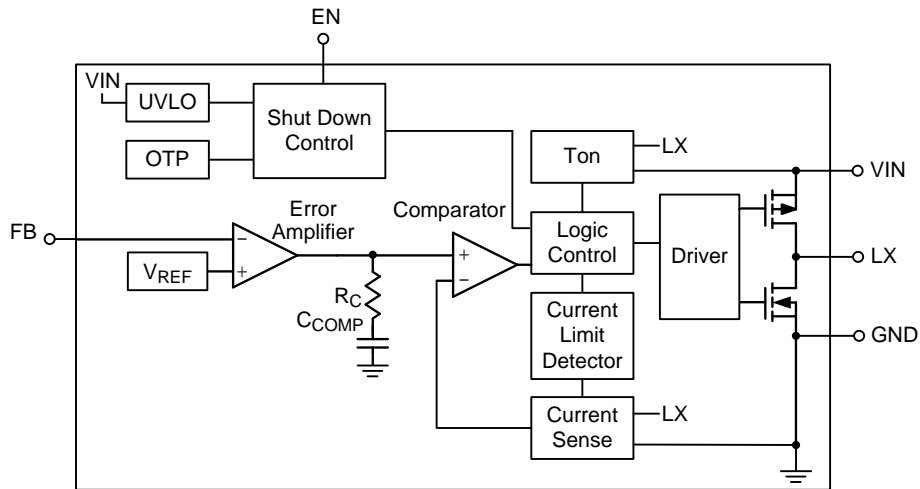 EN
VIN
UVLO
Shut Down
Control
OTP
Ton
LX
VIN
Error
Amplifier
Comparator
FB
−
+
VREF
+
−
Logic
Control
Driver
LX
RC
CCOMP
Current
Limit
Detector
GND
Current
Sense
LX